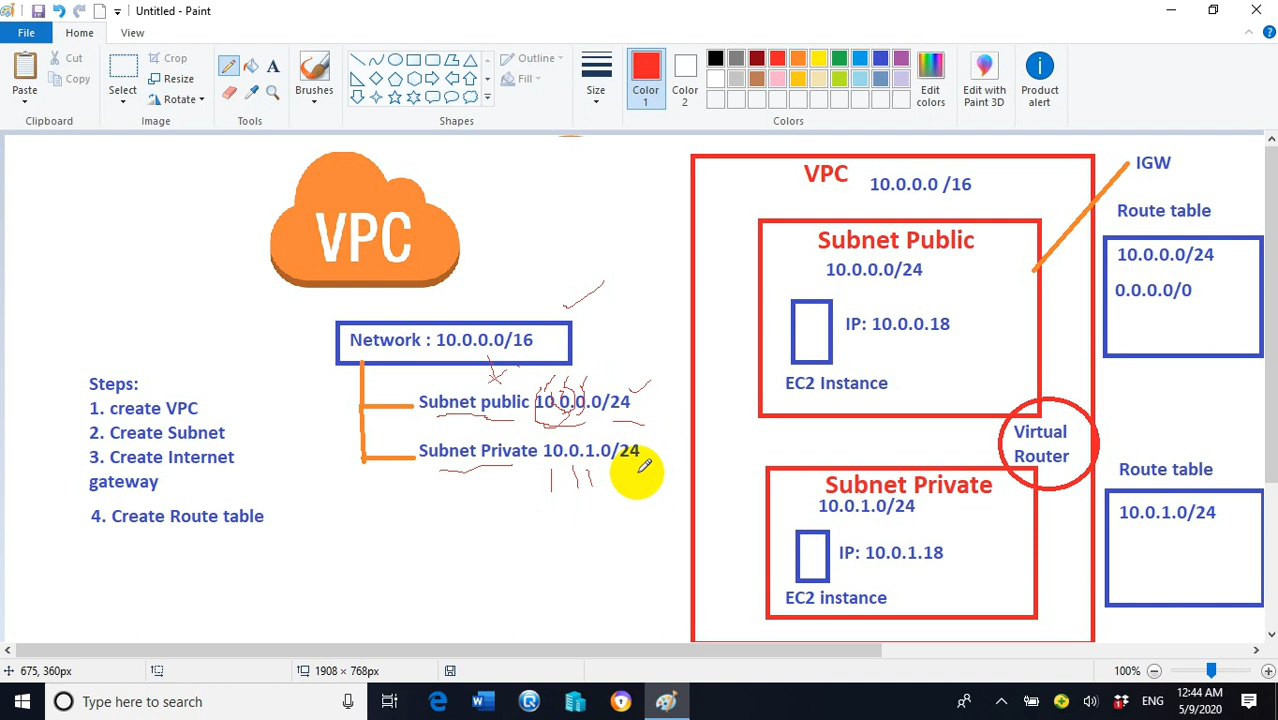 Untitled - Paint
File
Home
View
Paste
Cut
Copy
Clipboard
Select
Crop
Resize
Rotate
Image
Tools
Brushes
Shapes
Outline
Fill
Size
Color 1
Color 2
Colors
Edit colors
Edit with Paint 3D
Product alert
VPC
Network : 10.0.0.0/16
Subnet public 10.0.0.0/24
Subnet Private 10.0.1.0/24
Steps:
1. create VPC
2. Create Subnet
3. Create Internet
gateway
4. Create Route table
VPC
10.0.0.0 /16
Subnet Public
10.0.0.0/24
IP: 10.0.0.18
EC2 Instance
Virtual
Router
Subnet Private
10.0.1.0/24
IP: 10.0.1.18
EC2 instance
IGW
Route table
10.0.0.0/24
0.0.0.0/0
Route table
10.0.1.0/24
675, 360px
1908 × 768px
100%
Type here to search
ENG
12:44 AM
5/9/2020